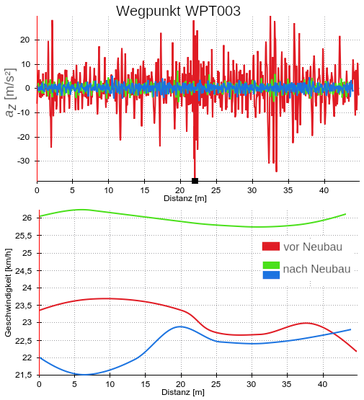 Wegpunkt WPT003
az [m/s²]
20
10
0
-10
-20
-30
0 5 10 15 20 25 30 35 40
Distanz [m]
Geschwindigkeit [km/h]
26
25,5
25
24,5
24
23,5
23
22,5
22
21,5
vor Neubau
nach Neubau
0 5 10 15 20 25 30 35 40
Distanz [m]